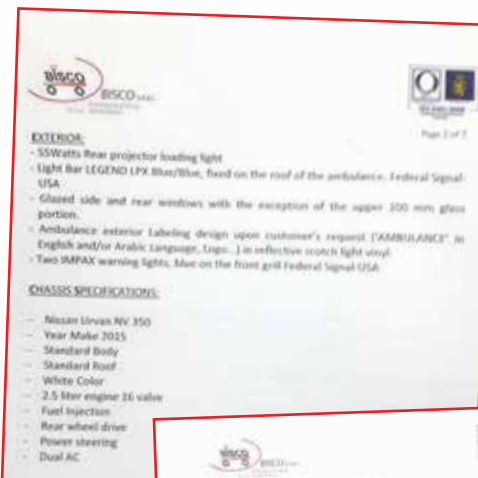 BISCO
BISCO SARL
Page 2 of 7
EXTERIOR:
- 55Watts Rear projector loading light
- Light Bar LEGEND LPX Blue/Blue, fixed on the roof of the ambulance, Federal Signal-
USA
- Glazed side and rear windows with the exception of the upper 100 mm glass
portion.
- Ambulance exterior Labeling design upon customer's request ("AMBULANCE" in
English and/or Arabic Language, Logo...) in reflective scotch light vinyl
- Two IMPAX warning lights, blue on the front grill Federal Signal-USA
CHASSIS SPECIFICATIONS:
- Nissan Urvan NV 350
- Year Make 2015
- Standard Body
- Standard Roof
- White Color
- 2.5 liter engine 16 valve
- Fuel Injection
- Rear wheel drive
- Power steering
- Dual AC
BISCO
BISCO